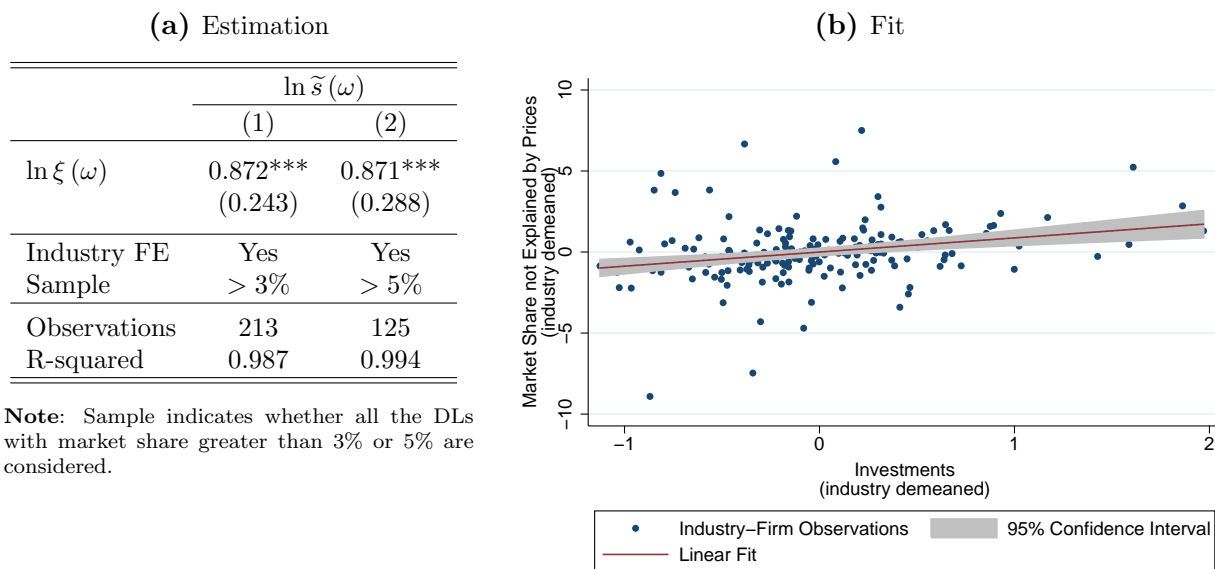 (a) Estimation
ln s̃ (ω)
(1) (2)
ln ξ (ω) 0.872*** 0.871***
(0.243) (0.288)
Industry FE Yes Yes
Sample > 3% > 5%
Observations 213 125
R-squared 0.987 0.994
Note: Sample indicates whether all the DLs
with market share greater than 3% or 5% are
considered.
(b) Fit
Market Share not Explained by Prices
(industry demeaned)
10
5
0
−5
−10
−1 0 1 2
Investments
(industry demeaned)
Industry−Firm Observations 95% Confidence Interval
Linear Fit